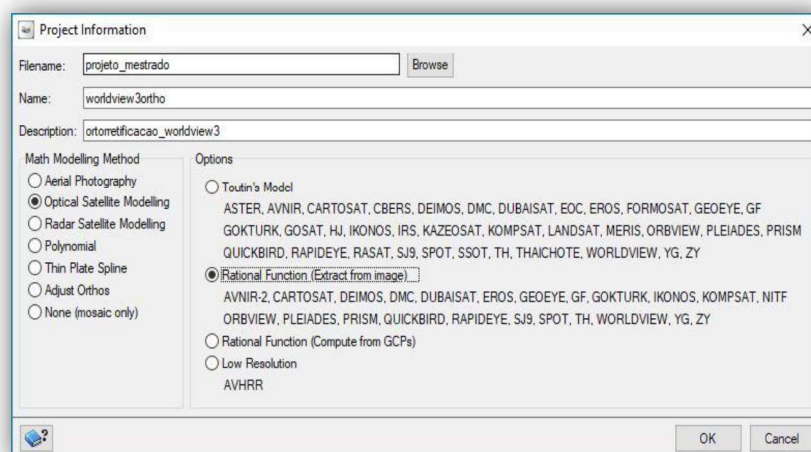 Project Information
Filename: projeto_mestrado Browse
Name: worldview3ortho
Description: ortorretificacao_worldview3
Math Modelling Method
Aerial Photography
Optical Satellite Modelling
Radar Satellite Modelling
Polynomial
Thin Plate Spline
Adjust Orthos
None (mosaic only)
Options
Toutin's Model
ASTER, AVNIR, CARTOSAT, CBERS, DEIMOS, DMC, DUBAISAT, EOC, EROS, FORMOSAT, GEOEYE, GF
GOKTURK, GOSAT, HJ, IKONOS, IRS, KAZEOSAT, KOMPSAT, LANDSAT, MERIS, ORBVIEW, PLEIADES, PRISM
QUICKBIRD, RAPIDEYE, RASAT, SJ9, SPOT, SSOT, TH, THAICHOTE, WORLDVIEW, YG, ZY
Rational Function (Extract from image)
AVNIR-2, CARTOSAT, DEIMOS, DMC, DUBAISAT, EROS, GEOEYE, GF, GOKTURK, IKONOS, KOMPSAT, NITF
ORBVIEW, PLEIADES, PRISM, QUICKBIRD, RAPIDEYE, SJ9, SPOT, TH, WORLDVIEW, YG, ZY
Rational Function (Compute from GCPs)
Low Resolution
AVHRR
OK Cancel